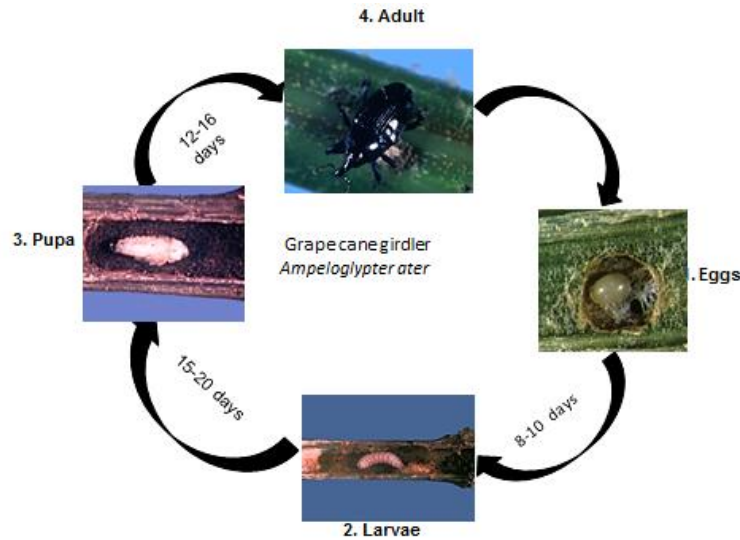 4. Adult
12-16
days
3. Pupa
Grape cane girdler
Ampeloglypter ater
. Eggs
15-20 days
8-10 days
2. Larvae